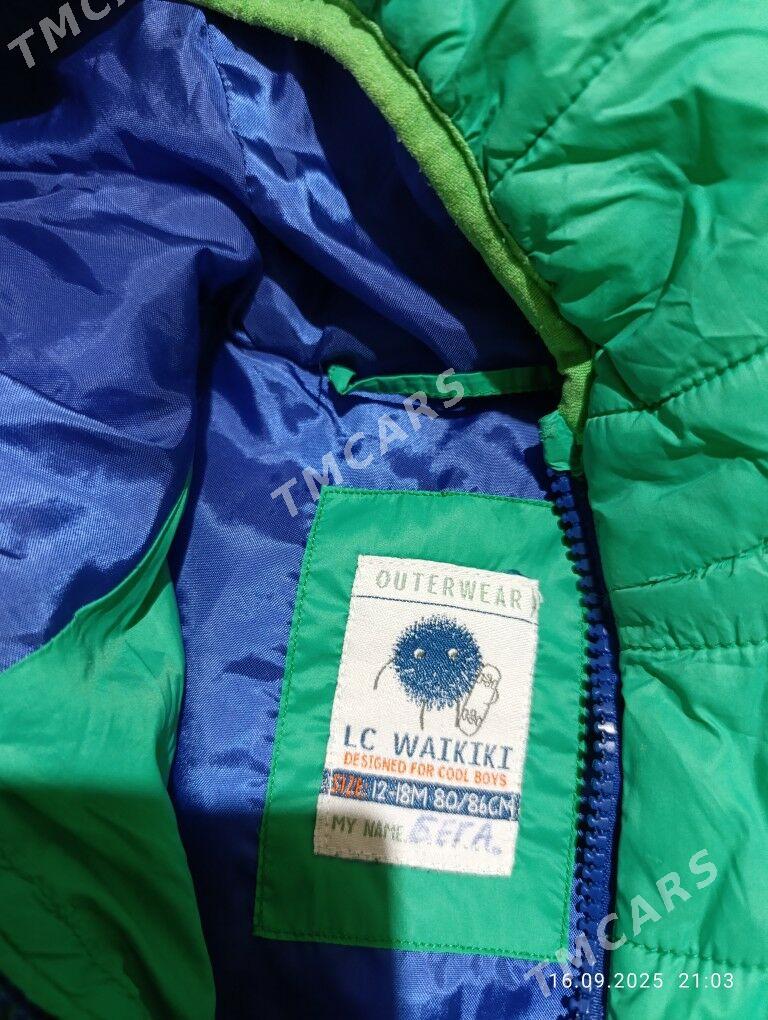 TMCARS
TMCARS
OUTERWEAR
LC WAIKIKI
DESIGNED FOR COOL BOYS
SIZE 12-18M 80/86CM
MY NAME БЕГА.
TMCARS
16.09.2025 21:03